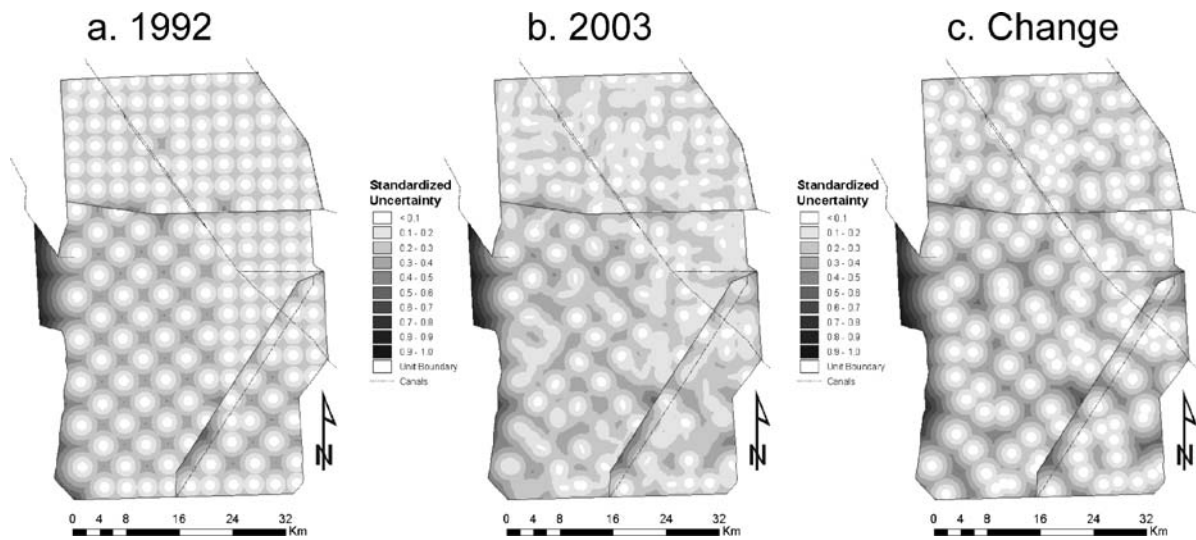 a. 1992
b. 2003
c. Change
Standardized
Uncertainty
< 0.1
0.1 - 0.2
0.2 - 0.3
0.3 - 0.4
0.4 - 0.5
0.5 - 0.6
0.6 - 0.7
0.7 - 0.8
0.8 - 0.9
0.9 - 1.0
Unit Boundary
Canals
Standardized
Uncertainty
< 0.1
0.1 - 0.2
0.2 - 0.3
0.3 - 0.4
0.4 - 0.5
0.5 - 0.6
0.6 - 0.7
0.7 - 0.8
0.8 - 0.9
0.9 - 1.0
Unit Boundary
Canals
N
N
N
0 4 8 16 24 32
Km
0 4 8 16 24 32
Km
0 4 8 16 24 32
Km